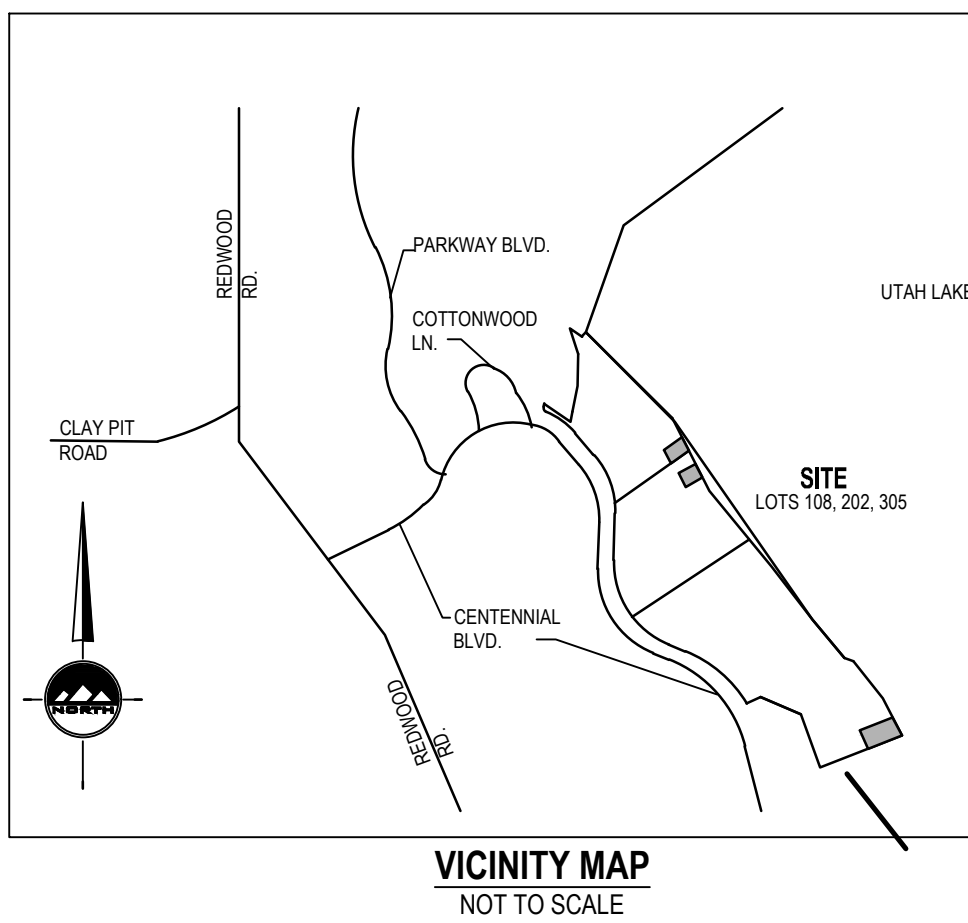 REDWOOD
RD.
PARKWAY BLVD.
UTAH LAKE
COTTONWOOD
LN.
CLAY PIT
ROAD
SITE
LOTS 108, 202, 305
CENTENNIAL
BLVD.
NORTH
REDWOOD
RD.
VICINITY MAP
NOT TO SCALE